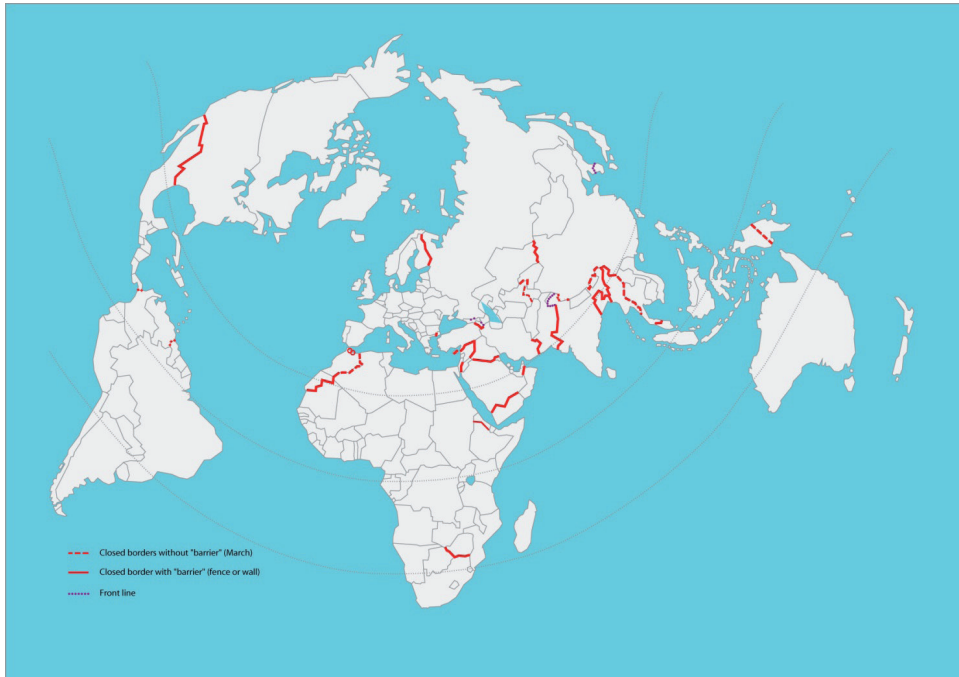 Closed borders without "barrier" (March)
Closed border with "barrier" (fence or wall)
Front line